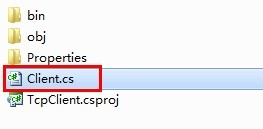 bin
obj
Properties
Client.cs
TcpClient.csproj